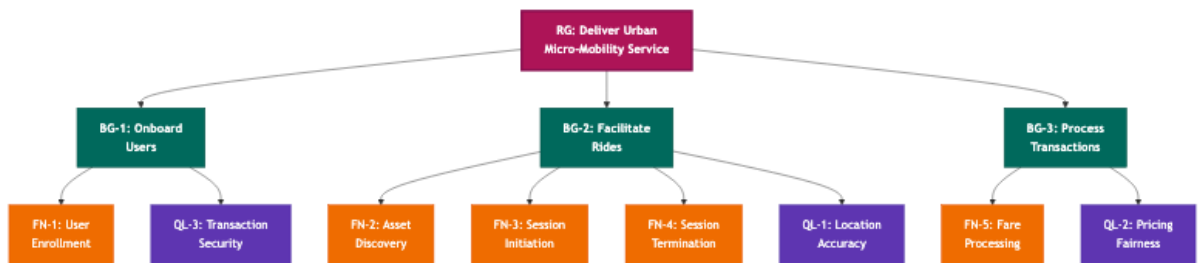 RG: Deliver Urban
Micro-Mobility Service
BG-1: Onboard
Users
BG-2: Facilitate
Rides
BG-3: Process
Transactions
FN-1: User
Enrollment
QL-3: Transaction
Security
FN-2: Asset
Discovery
FN-3: Session
Initiation
FN-4: Session
Termination
QL-1: Location
Accuracy
FN-5: Fare
Processing
QL-2: Pricing
Fairness